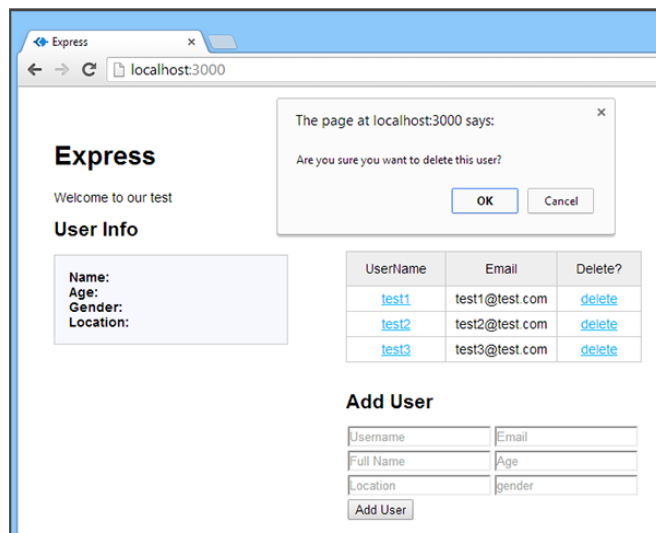 Express
localhost:3000
The page at localhost:3000 says:
Are you sure you want to delete this user?
OK Cancel
Express
Welcome to our test
User Info
Name:
Age:
Gender:
Location:
UserName Email Delete?
test1 test1@test.com delete
test2 test2@test.com delete
test3 test3@test.com delete
Add User
Username Email
Full Name Age
Location gender
Add User